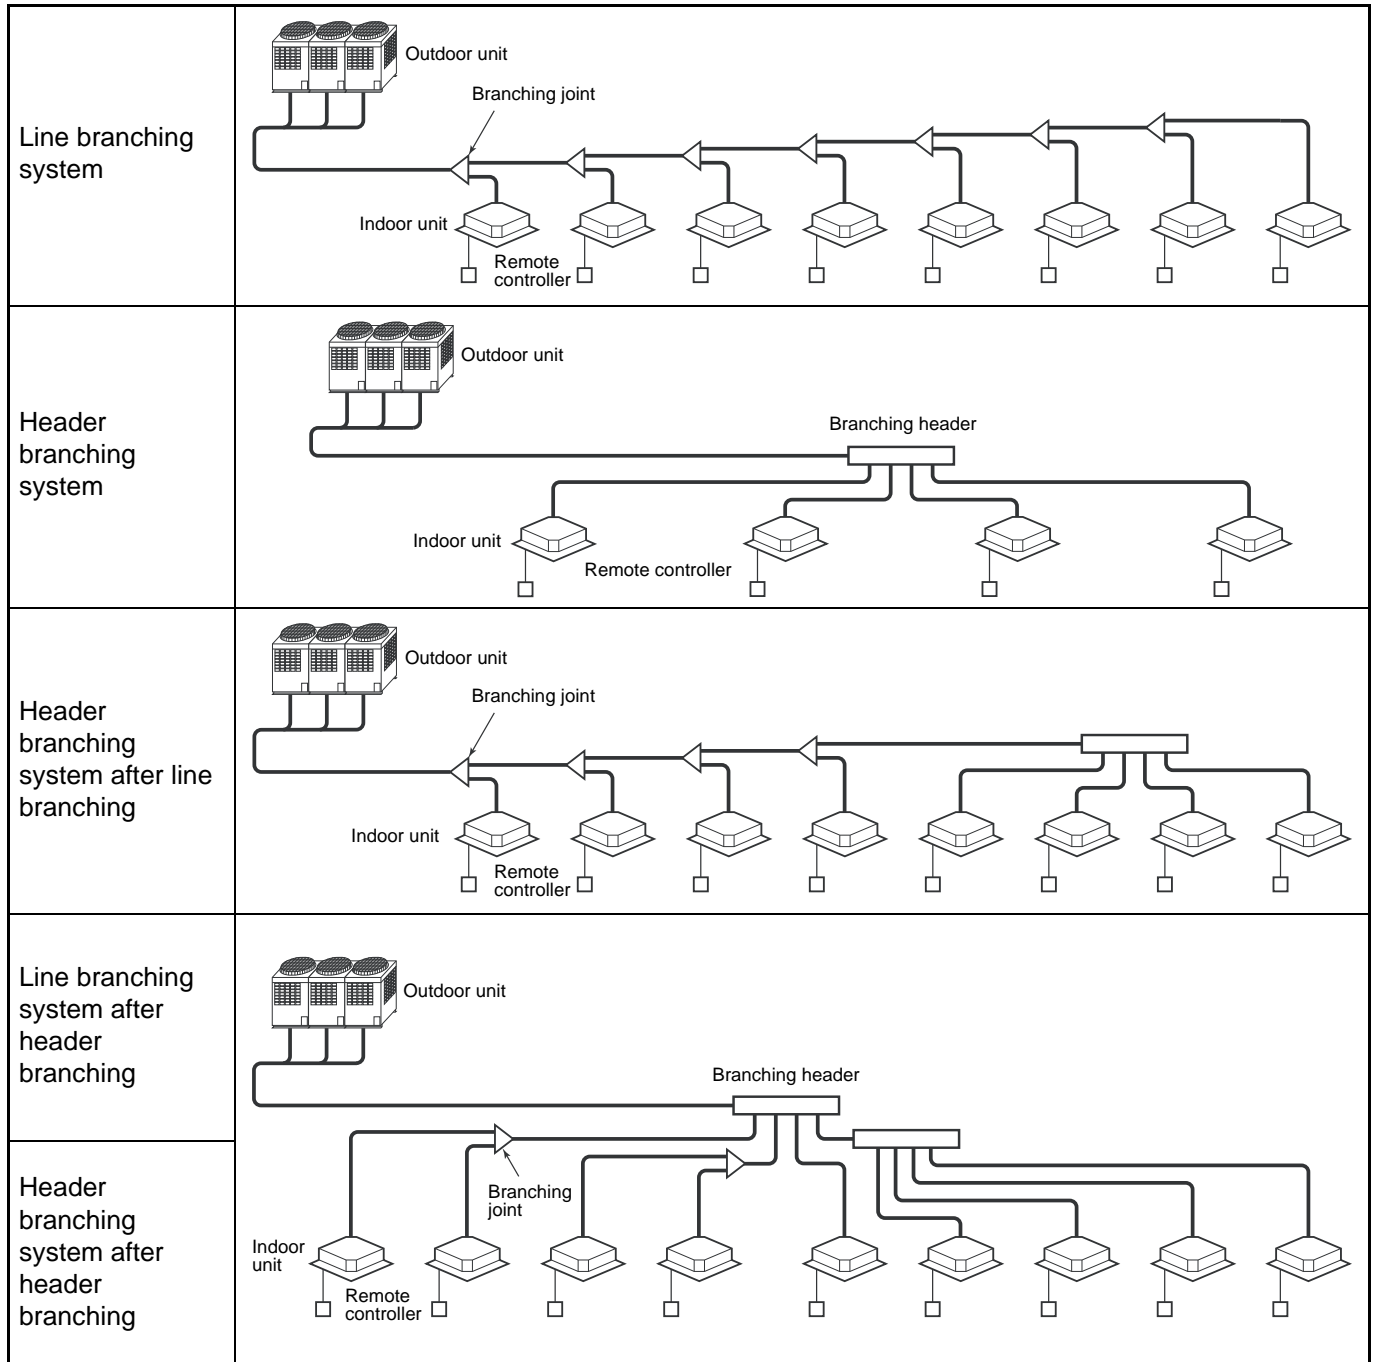 Line branching
system
Outdoor unit
Branching joint
Indoor unit
Remote
controller
Header
branching
system
Outdoor unit
Branching header
Indoor unit
Remote controller
Header
branching
system after line
branching
Outdoor unit
Branching joint
Indoor unit
Remote
controller
Line branching
system after
header
branching
Header
branching
system after
header
branching
Outdoor unit
Branching header
Branching
joint
Indoor
unit
Remote
controller